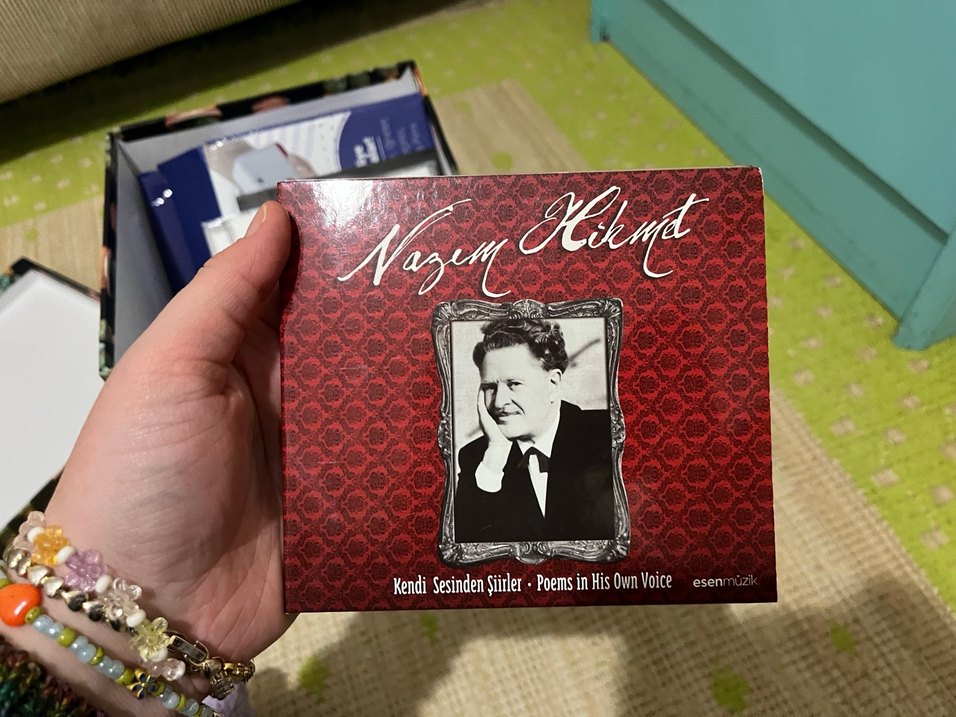 Nazım Hikmet
Kendi Sesinden Şiirler · Poems in His Own Voice
esenmüzik